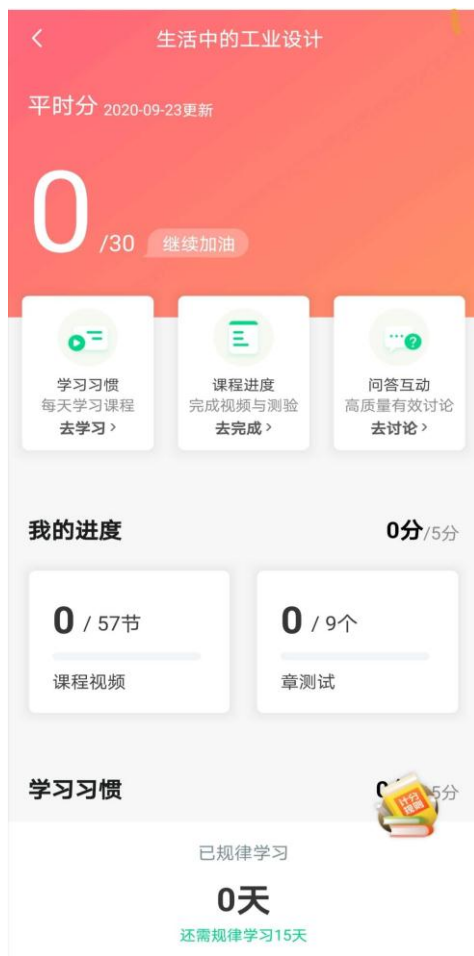 生活中的工业设计
平时分 2020-09-23更新
0/30 继续加油
学习习惯
每天学习课程
去学习
课程进度
完成视频与测验
去完成
问答互动
高质量有效讨论
去讨论
我的进度 0分/5分
0 / 57节
课程视频
0 / 9个
章测试
学习习惯 5分
计分
规则
已规律学习
0天
还需规律学习15天